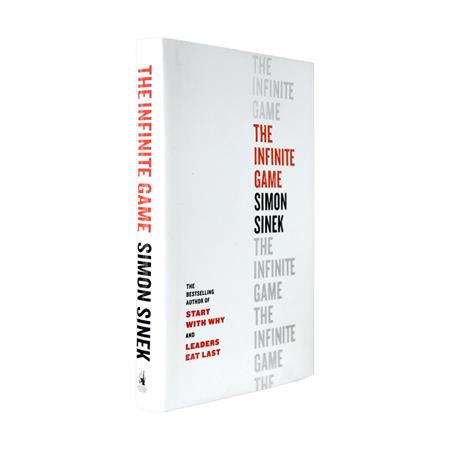 THE INFINITE GAME SIMON SINEK
THE
INFINITE
GAME
THE
INFINITE
GAME
SIMON
SINEK
THE
INFINITE
GAME
THE
INFINITE
GAME
THE
THE
BESTSELLING
AUTHOR OF
START
WITH WHY
AND
LEADERS
EAT LAST